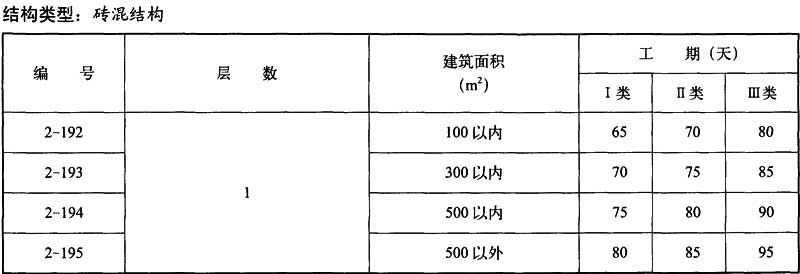 结构类型：砖混结构
编 号 层 数 建筑面积(m²) 工 期（天）
Ⅰ类 Ⅱ类 Ⅲ类
2-192 1 100以内 65 70 80
2-193 300以内 70 75 85
2-194 500以内 75 80 90
2-195 500以外 80 85 95